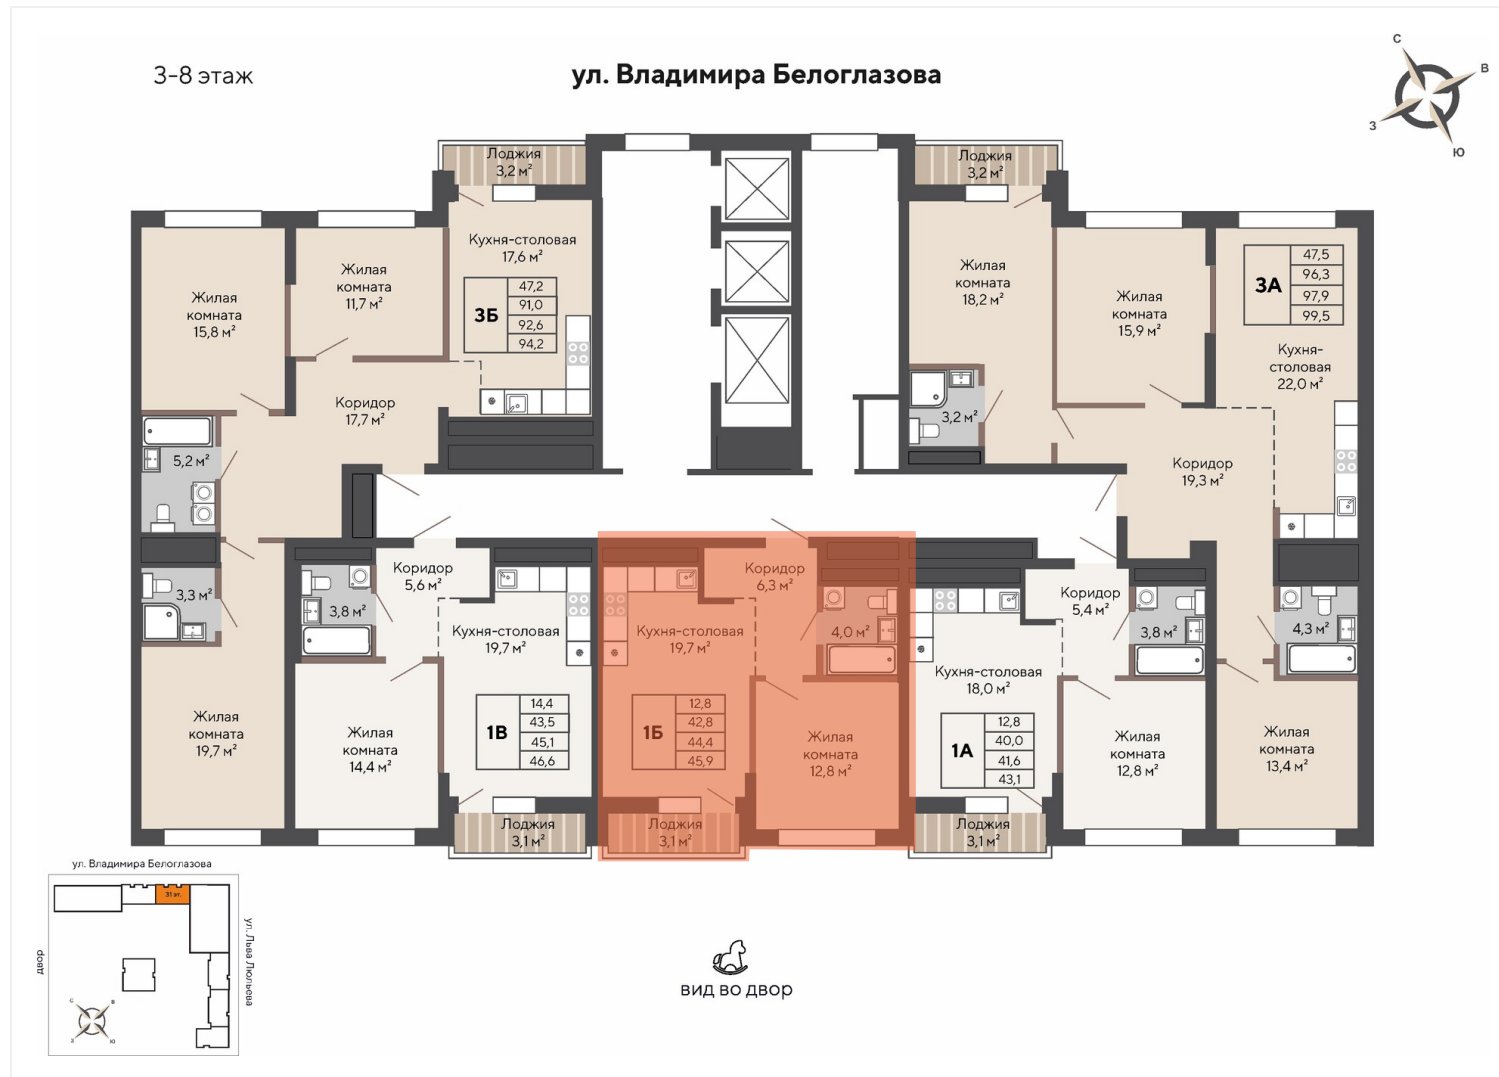 3-8 этаж
ул. Владимира Белоглазова
С
В
З
Ю
Лоджия
3,2 м²
Кухня-столовая
17,6 м²
3Б
47,2
91,0
92,6
94,2
Жилая
комната
11,7 м²
Жилая
комната
15,8 м²
Коридор
17,7 м²
5,2 м²
3,3 м²
Жилая
комната
19,7 м²
Лоджия
3,2 м²
Жилая
комната
18,2 м²
3,2 м²
Жилая
комната
15,9 м²
3А
47,5
96,3
97,9
99,5
Кухня-
столовая
22,0 м²
Коридор
19,3 м²
4,3 м²
Жилая
комната
13,4 м²
Коридор
5,6 м²
3,8 м²
Кухня-столовая
19,7 м²
1В
14,4
43,5
45,1
46,6
Жилая
комната
14,4 м²
Лоджия
3,1 м²
Коридор
6,3 м²
4,0 м²
Кухня-столовая
19,7 м²
1Б
12,8
42,8
44,4
45,9
Жилая
комната
12,8 м²
Лоджия
3,1 м²
Коридор
5,4 м²
3,8 м²
Кухня-столовая
18,0 м²
1А
12,8
40,0
41,6
43,1
Жилая
комната
12,8 м²
Лоджия
3,1 м²
ул. Владимира Белоглазова
31 эт.
двор
ул. Льва Люльева
С
В
З
Ю
вид во двор